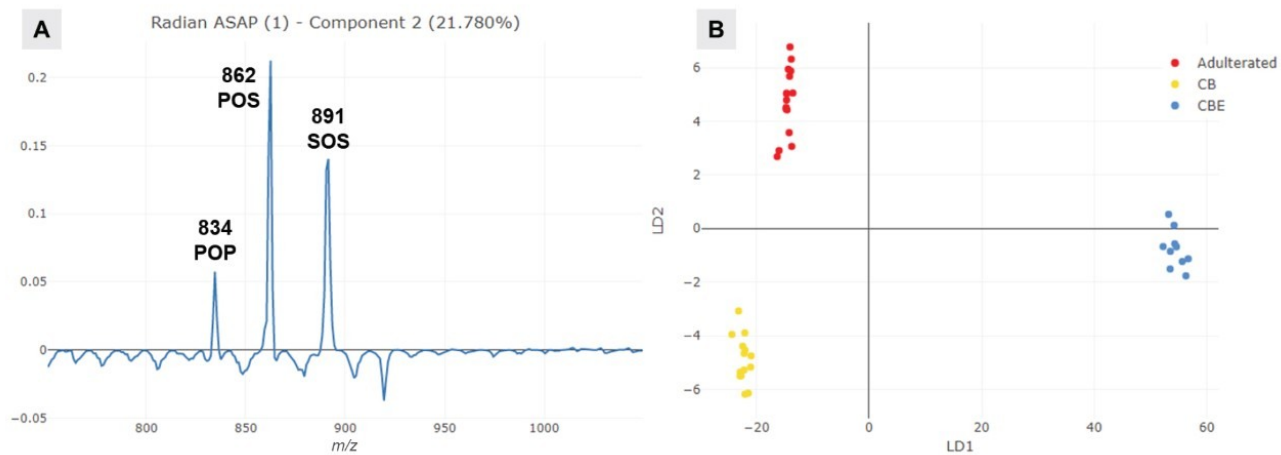 A
Radian ASAP (1) - Component 2 (21.780%)
0.2
0.15
0.1
0.05
0
−0.05
862
POS
891
SOS
834
POP
800
850
900
950
1000
m/z
B
6
4
2
0
−2
−4
−6
LD2
Adulterated
CB
CBE
−20
0
20
40
60
LD1